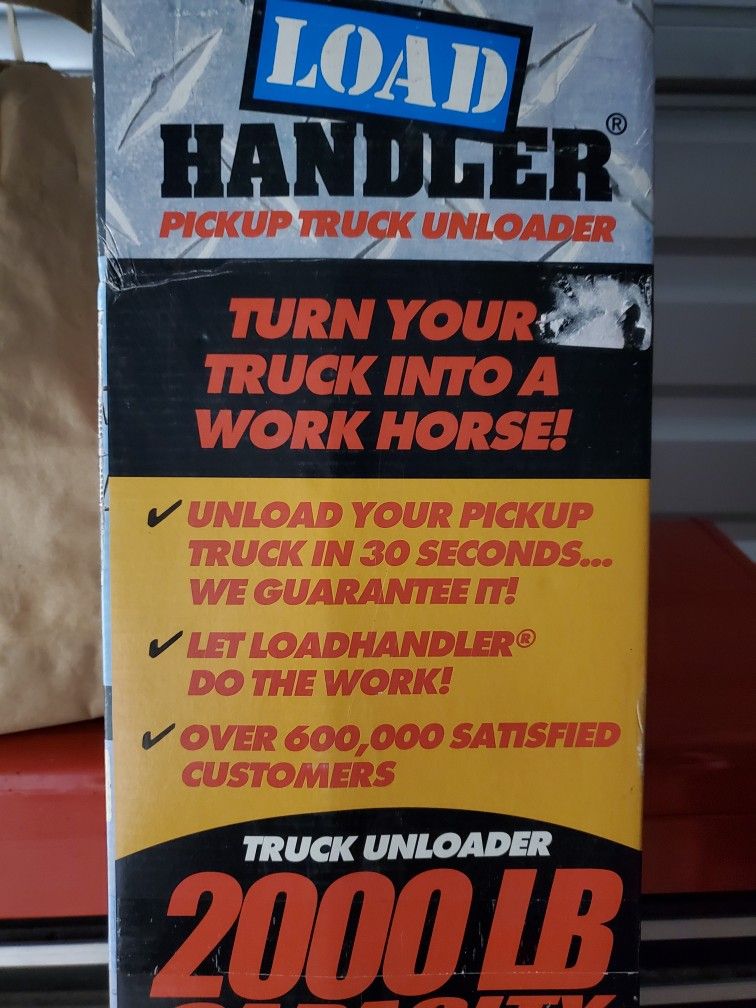 LOAD
HANDLER®
PICKUP TRUCK UNLOADER
TURN YOUR
TRUCK INTO A
WORK HORSE!
✔ UNLOAD YOUR PICKUP
TRUCK IN 30 SECONDS...
WE GUARANTEE IT!
✔ LET LOADHANDLER®
DO THE WORK!
✔ OVER 600,000 SATISFIED
CUSTOMERS
TRUCK UNLOADER
2000 LB
CAPACITY